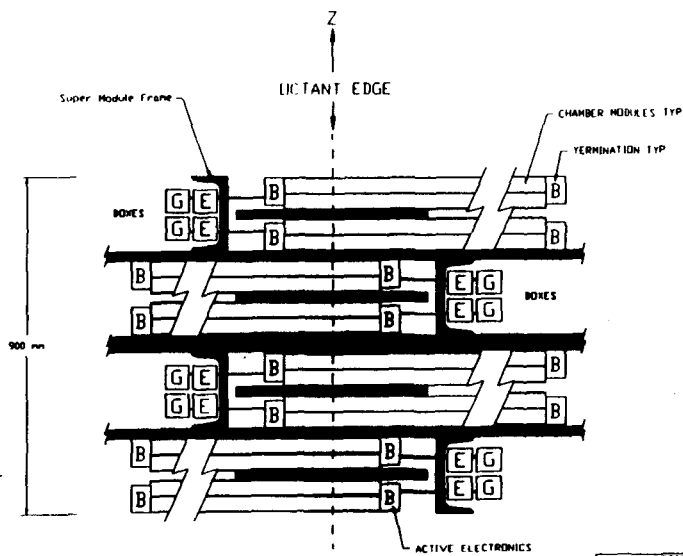 Z
UCTANT EDGE
Super Module Frame
CHAMBER MODULES TYP
YERMINATION TYP
B B
G E
BOXES
G E
B B
B B
E G
BOXES
E G
B B
900 mm
B B
G E
G E
B B
B B
E G
E G
B B
ACTIVE ELECTRONICS